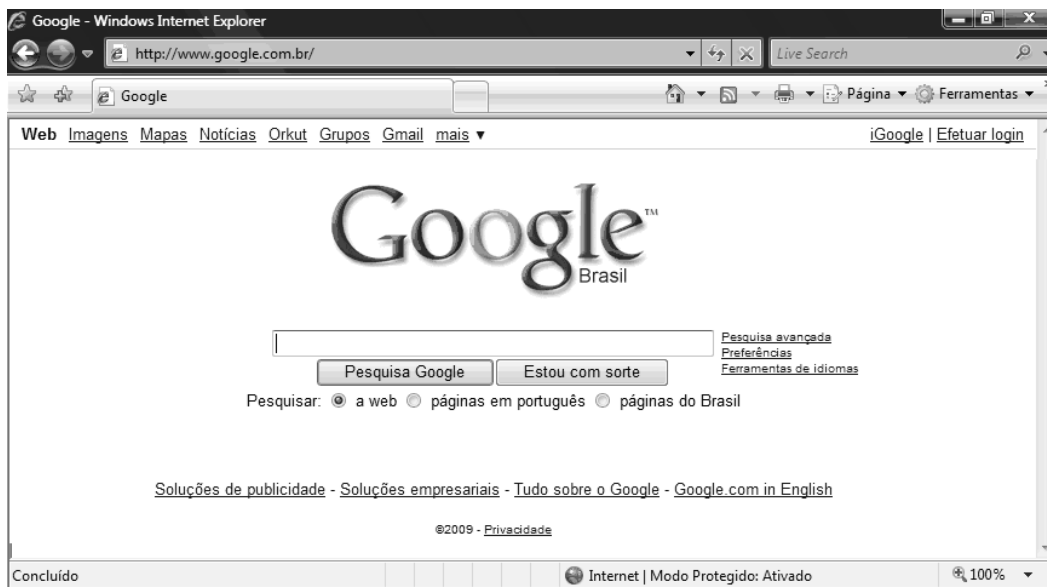 Google - Windows Internet Explorer
http://www.google.com.br/
Live Search
Google
Página
Ferramentas
Web Imagens Mapas Notícias Orkut Grupos Gmail mais ▼
iGoogle | Efetuar login
Google™
Brasil
Pesquisa avançada
Preferências
Ferramentas de idiomas
Pesquisa Google
Estou com sorte
Pesquisar: a web páginas em português páginas do Brasil
Soluções de publicidade - Soluções empresariais - Tudo sobre o Google - Google.com in English
©2009 - Privacidade
Concluído
Internet | Modo Protegido: Ativado
100%